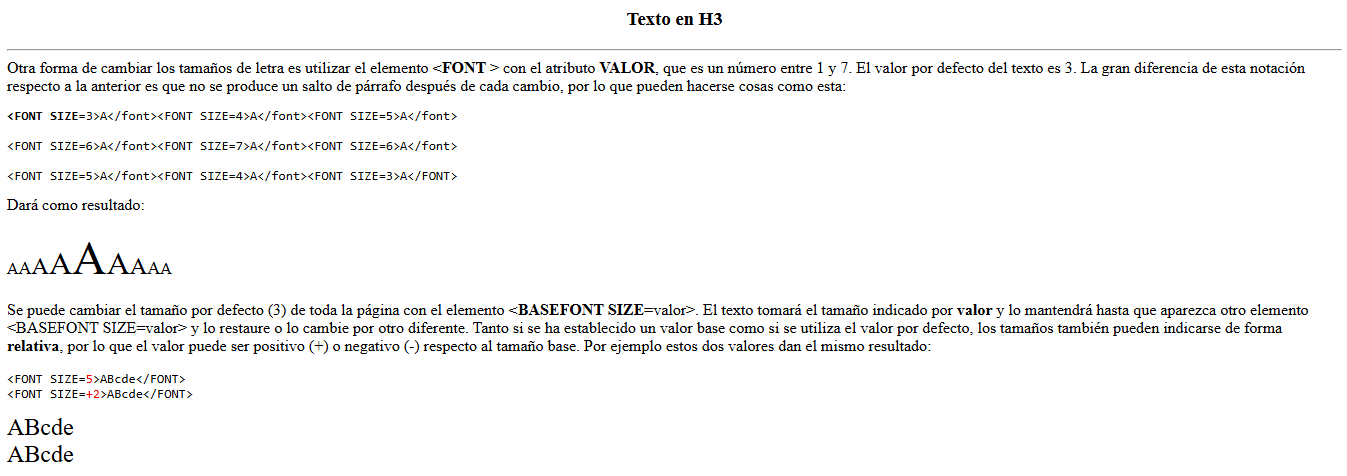 Texto en H3
Otra forma de cambiar los tamaños de letra es utilizar el elemento <FONT > con el atributo VALOR, que es un número entre 1 y 7. El valor por defecto del texto es 3. La gran diferencia de esta notación
respecto a la anterior es que no se produce un salto de párrafo después de cada cambio, por lo que pueden hacerse cosas como esta:
<FONT SIZE=3>A</font><FONT SIZE=4>A</font><FONT SIZE=5>A</font>
<FONT SIZE=6>A</font><FONT SIZE=7>A</font><FONT SIZE=6>A</font>
<FONT SIZE=5>A</font><FONT SIZE=4>A</font><FONT SIZE=3>A</FONT>
Dará como resultado:
AAAAAAAAA
Se puede cambiar el tamaño por defecto (3) de toda la página con el elemento <BASEFONT SIZE=valor>. El texto tomará el tamaño indicado por valor y lo mantendrá hasta que aparezca otro elemento
<BASEFONT SIZE=valor> y lo restaure o lo cambie por otro diferente. Tanto si se ha establecido un valor base como si se utiliza el valor por defecto, los tamaños también pueden indicarse de forma
relativa, por lo que el valor puede ser positivo (+) o negativo (-) respecto al tamaño base. Por ejemplo estos dos valores dan el mismo resultado:
<FONT SIZE=5>ABcde</FONT>
<FONT SIZE=+2>ABcde</FONT>
ABcde
ABcde